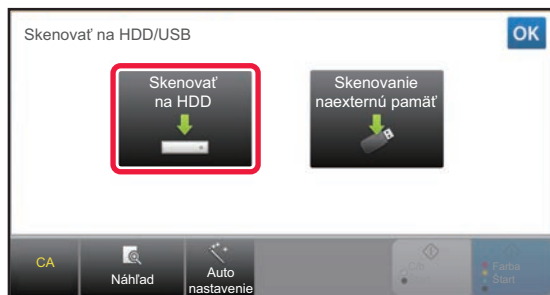 Skenovať na HDD/USB
OK
Skenovať
na HDD
Skenovanie
naexternú pamäť
CA
Náhľad
Auto
nastavenie
Farba
Štart